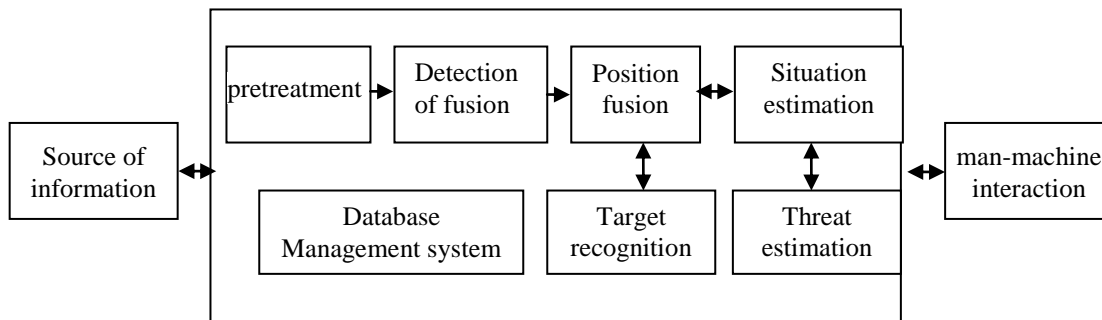 pretreatment
Detection
of fusion
Position
fusion
Situation
estimation
Source of
information
man-machine
interaction
Database
Management system
Target
recognition
Threat
estimation